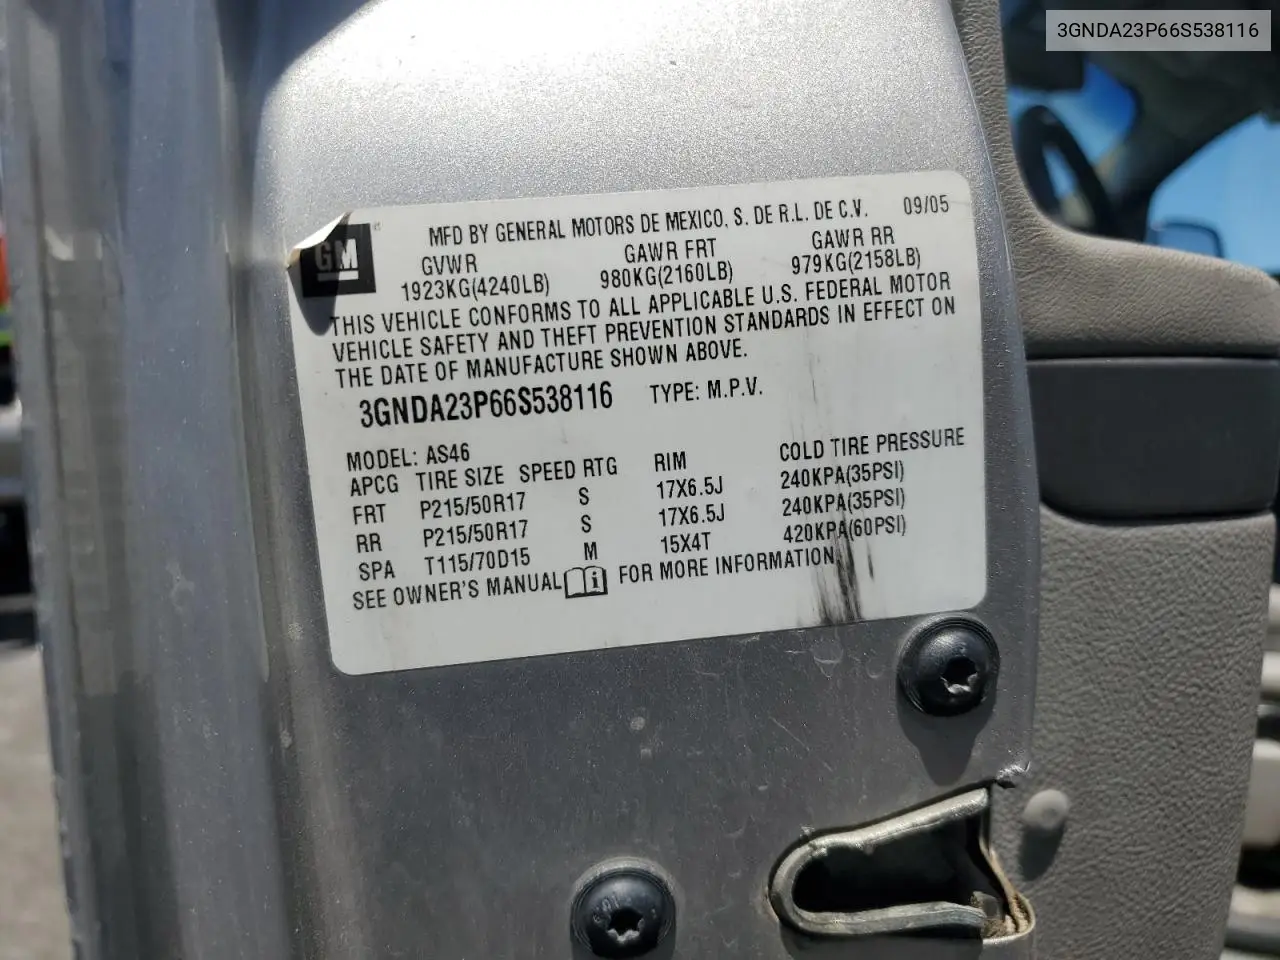 3GNDA23P66S538116
GM
®
MFD BY GENERAL MOTORS DE MEXICO, S. DE R.L. DE C.V. 09/05
GVWR GAWR FRT GAWR RR
1923KG(4240LB) 980KG(2160LB) 979KG(2158LB)
THIS VEHICLE CONFORMS TO ALL APPLICABLE U.S. FEDERAL MOTOR
VEHICLE SAFETY AND THEFT PREVENTION STANDARDS IN EFFECT ON
THE DATE OF MANUFACTURE SHOWN ABOVE.
3GNDA23P66S538116 TYPE: M.P.V.
MODEL: AS46
APCG TIRE SIZE SPEED RTG RIM COLD TIRE PRESSURE
FRT P215/50R17 S 17X6.5J 240KPA(35PSI)
RR P215/50R17 S 17X6.5J 240KPA(35PSI)
SPA T115/70D15 M 15X4T 420KPA(60PSI)
SEE OWNER'S MANUAL i FOR MORE INFORMATION.